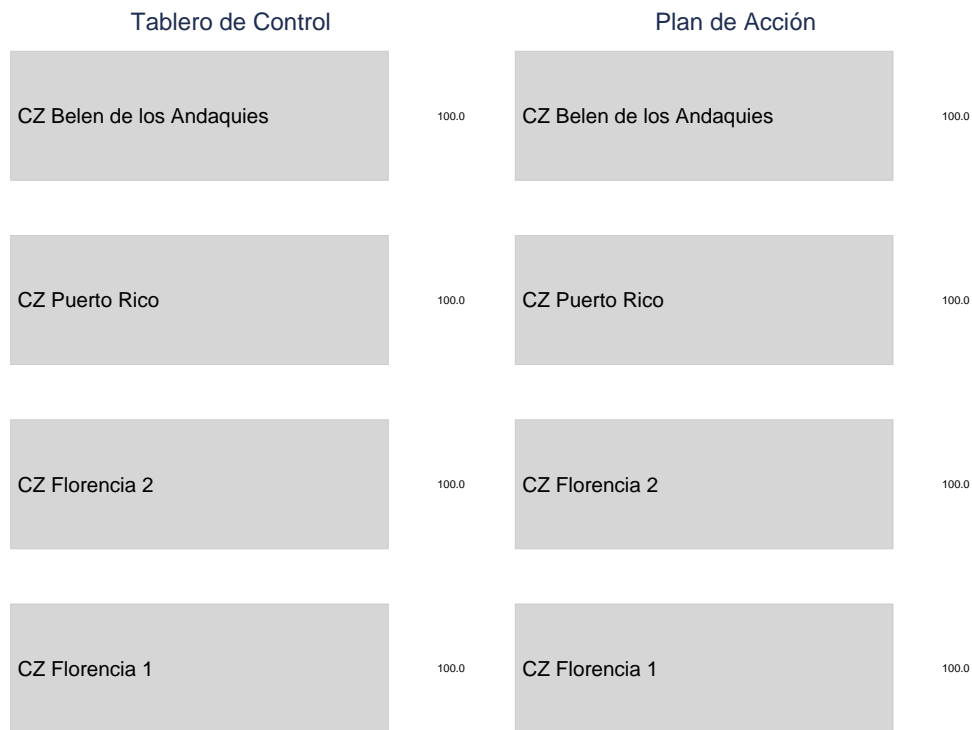 Tablero de Control
CZ Belen de los Andaquies 100.0
CZ Puerto Rico 100.0
CZ Florencia 2 100.0
CZ Florencia 1 100.0
Plan de Acción
CZ Belen de los Andaquies 100.0
CZ Puerto Rico 100.0
CZ Florencia 2 100.0
CZ Florencia 1 100.0